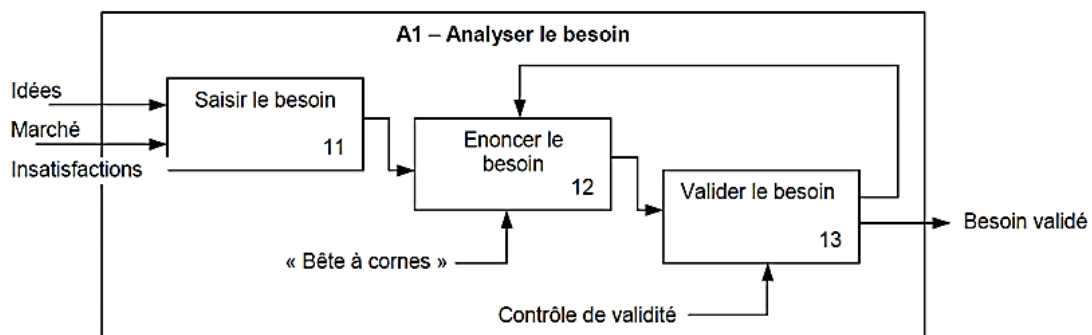 A1 – Analyser le besoin
Idées
Marché
Insatisfactions
Saisir le besoin
11
Enoncer le
besoin
12
Valider le besoin
13
Besoin validé
« Bête à cornes »
Contrôle de validité